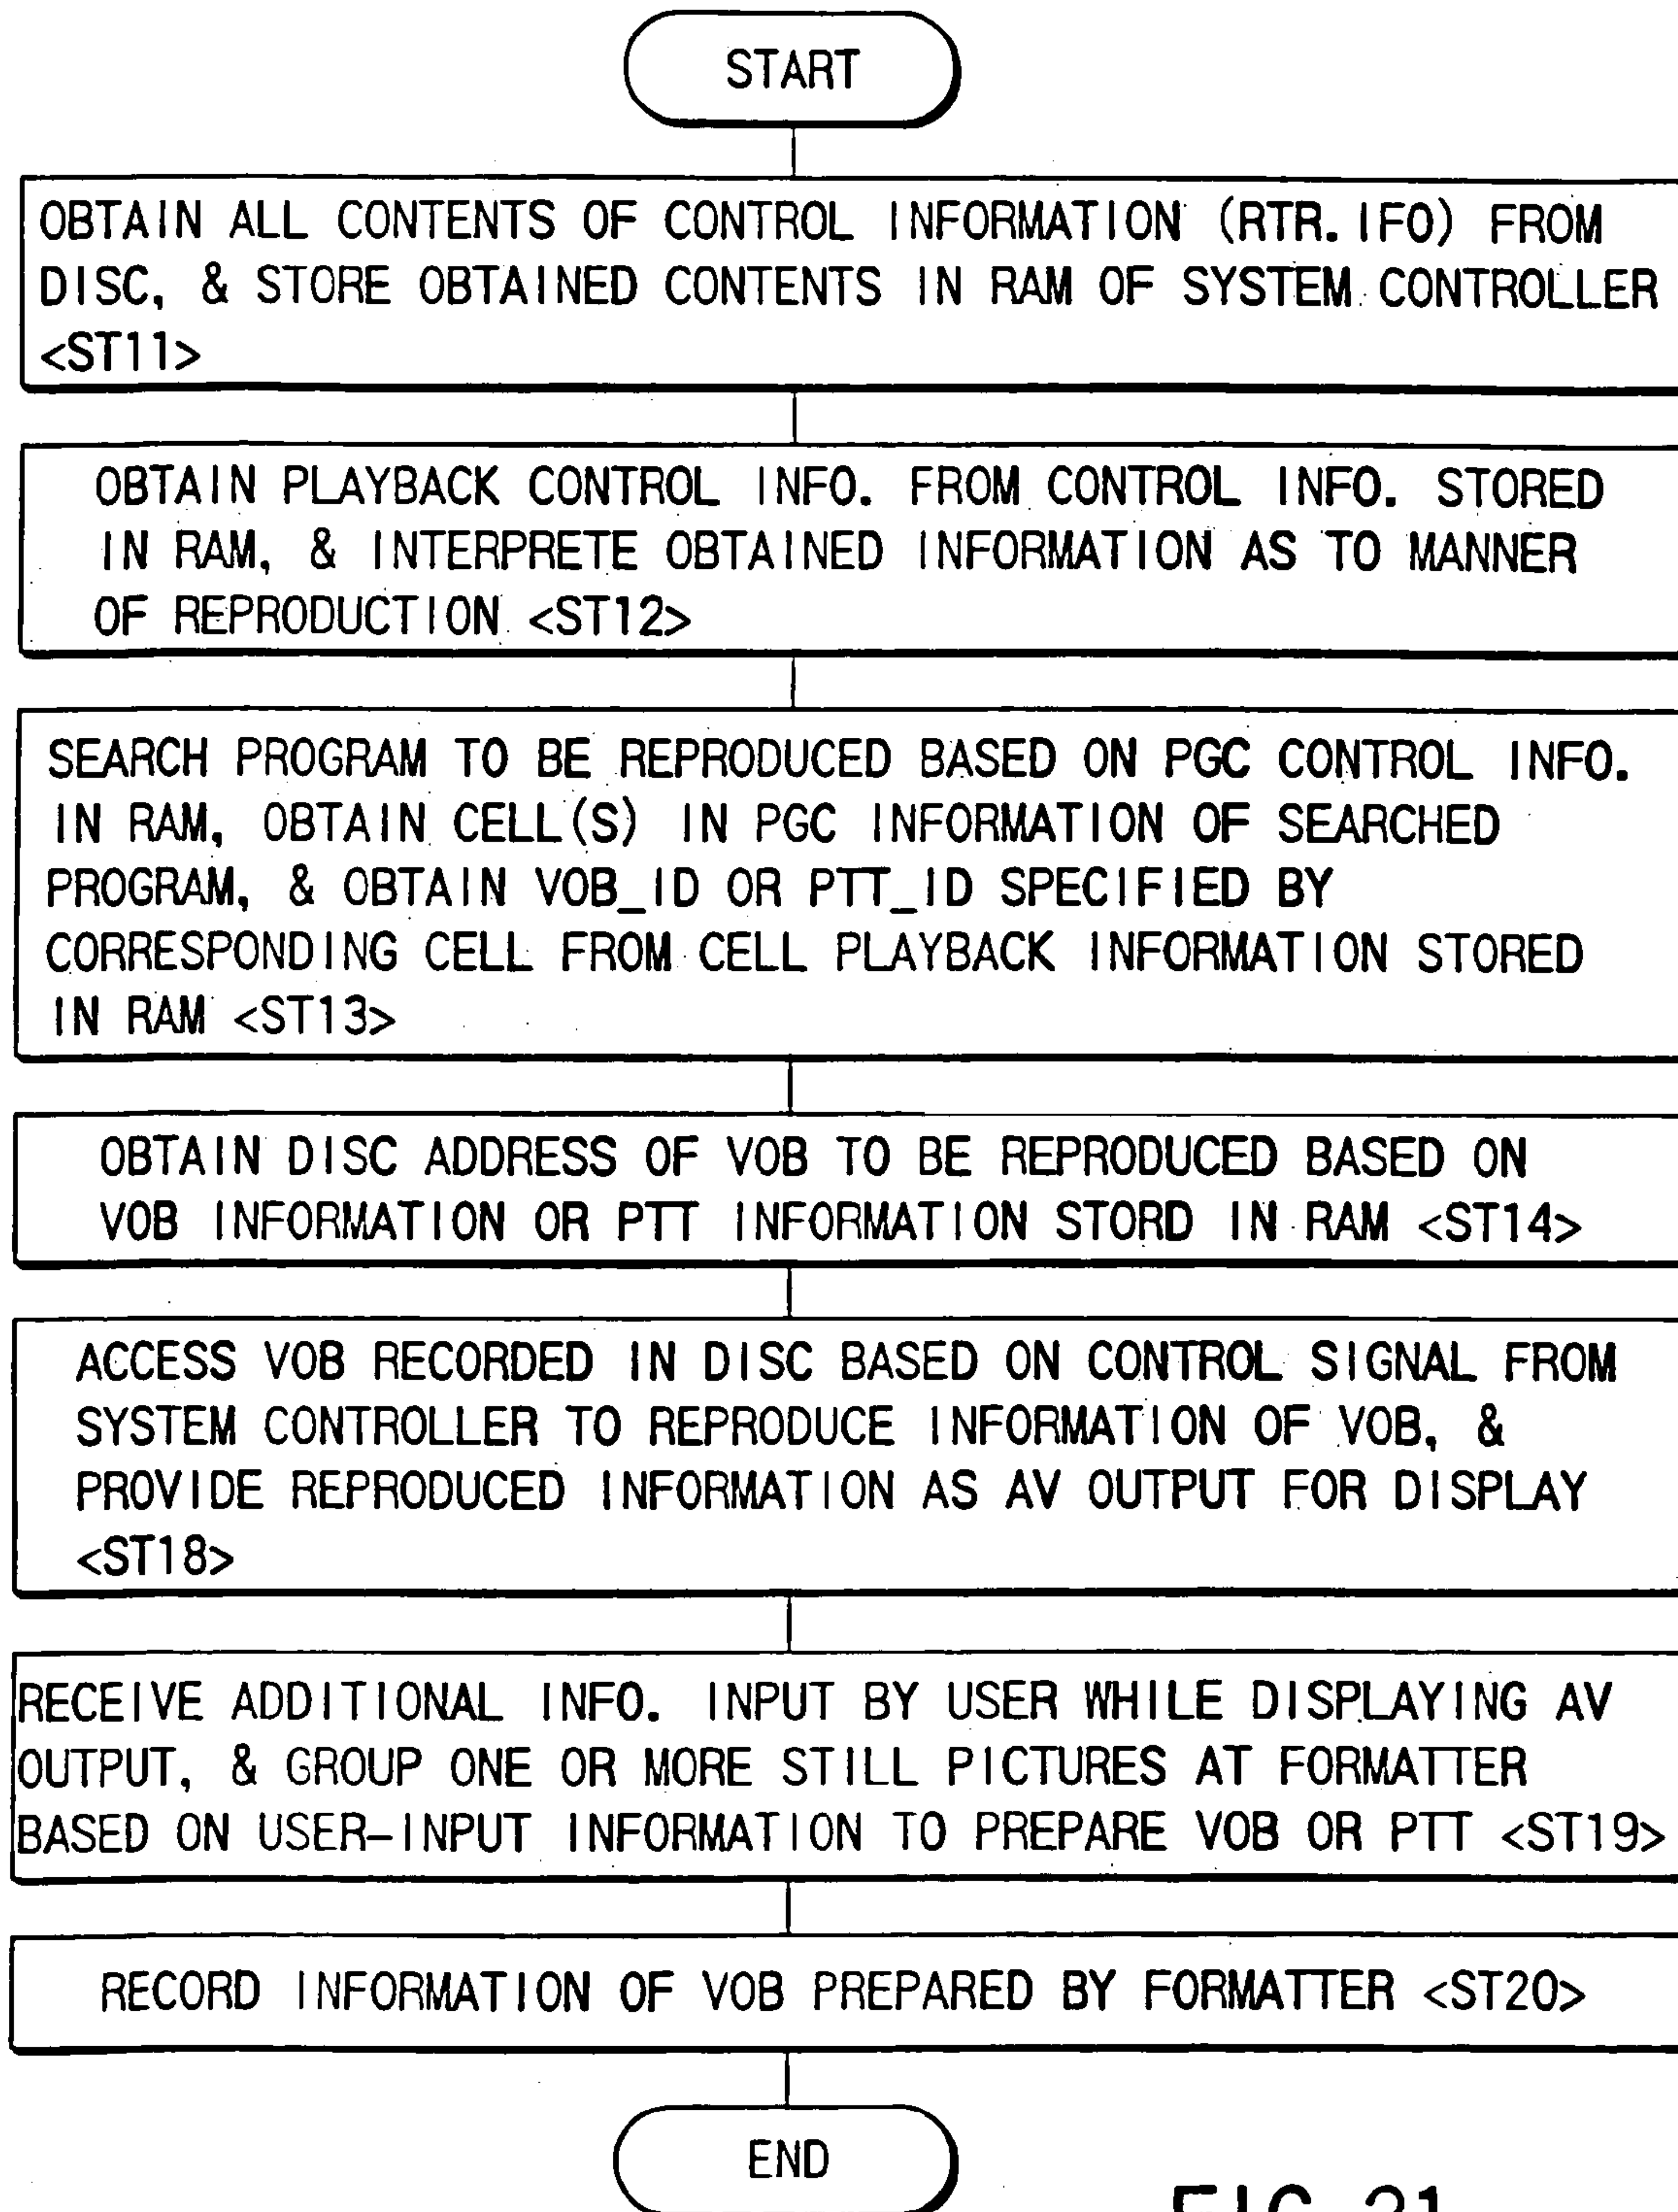 START
OBTAIN ALL CONTENTS OF CONTROL INFORMATION (RTR.IFO) FROM
DISC, & STORE OBTAINED CONTENTS IN RAM OF SYSTEM CONTROLLER
<ST11>
OBTAIN PLAYBACK CONTROL INFO. FROM CONTROL INFO. STORED
IN RAM, & INTERPRETE OBTAINED INFORMATION AS TO MANNER
OF REPRODUCTION <ST12>
SEARCH PROGRAM TO BE REPRODUCED BASED ON PGC CONTROL INFO.
IN RAM, OBTAIN CELL(S) IN PGC INFORMATION OF SEARCHED
PROGRAM, & OBTAIN VOB_ID OR PTT_ID SPECIFIED BY
CORRESPONDING CELL FROM CELL PLAYBACK INFORMATION STORED
IN RAM <ST13>
OBTAIN DISC ADDRESS OF VOB TO BE REPRODUCED BASED ON
VOB INFORMATION OR PTT INFORMATION STORD IN RAM <ST14>
ACCESS VOB RECORDED IN DISC BASED ON CONTROL SIGNAL FROM
SYSTEM CONTROLLER TO REPRODUCE INFORMATION OF VOB, &
PROVIDE REPRODUCED INFORMATION AS AV OUTPUT FOR DISPLAY
<ST18>
RECEIVE ADDITIONAL INFO. INPUT BY USER WHILE DISPLAYING AV
OUTPUT, & GROUP ONE OR MORE STILL PICTURES AT FORMATTER
BASED ON USER-INPUT INFORMATION TO PREPARE VOB OR PTT <ST19>
RECORD INFORMATION OF VOB PREPARED BY FORMATTER <ST20>
END
FIG. 21